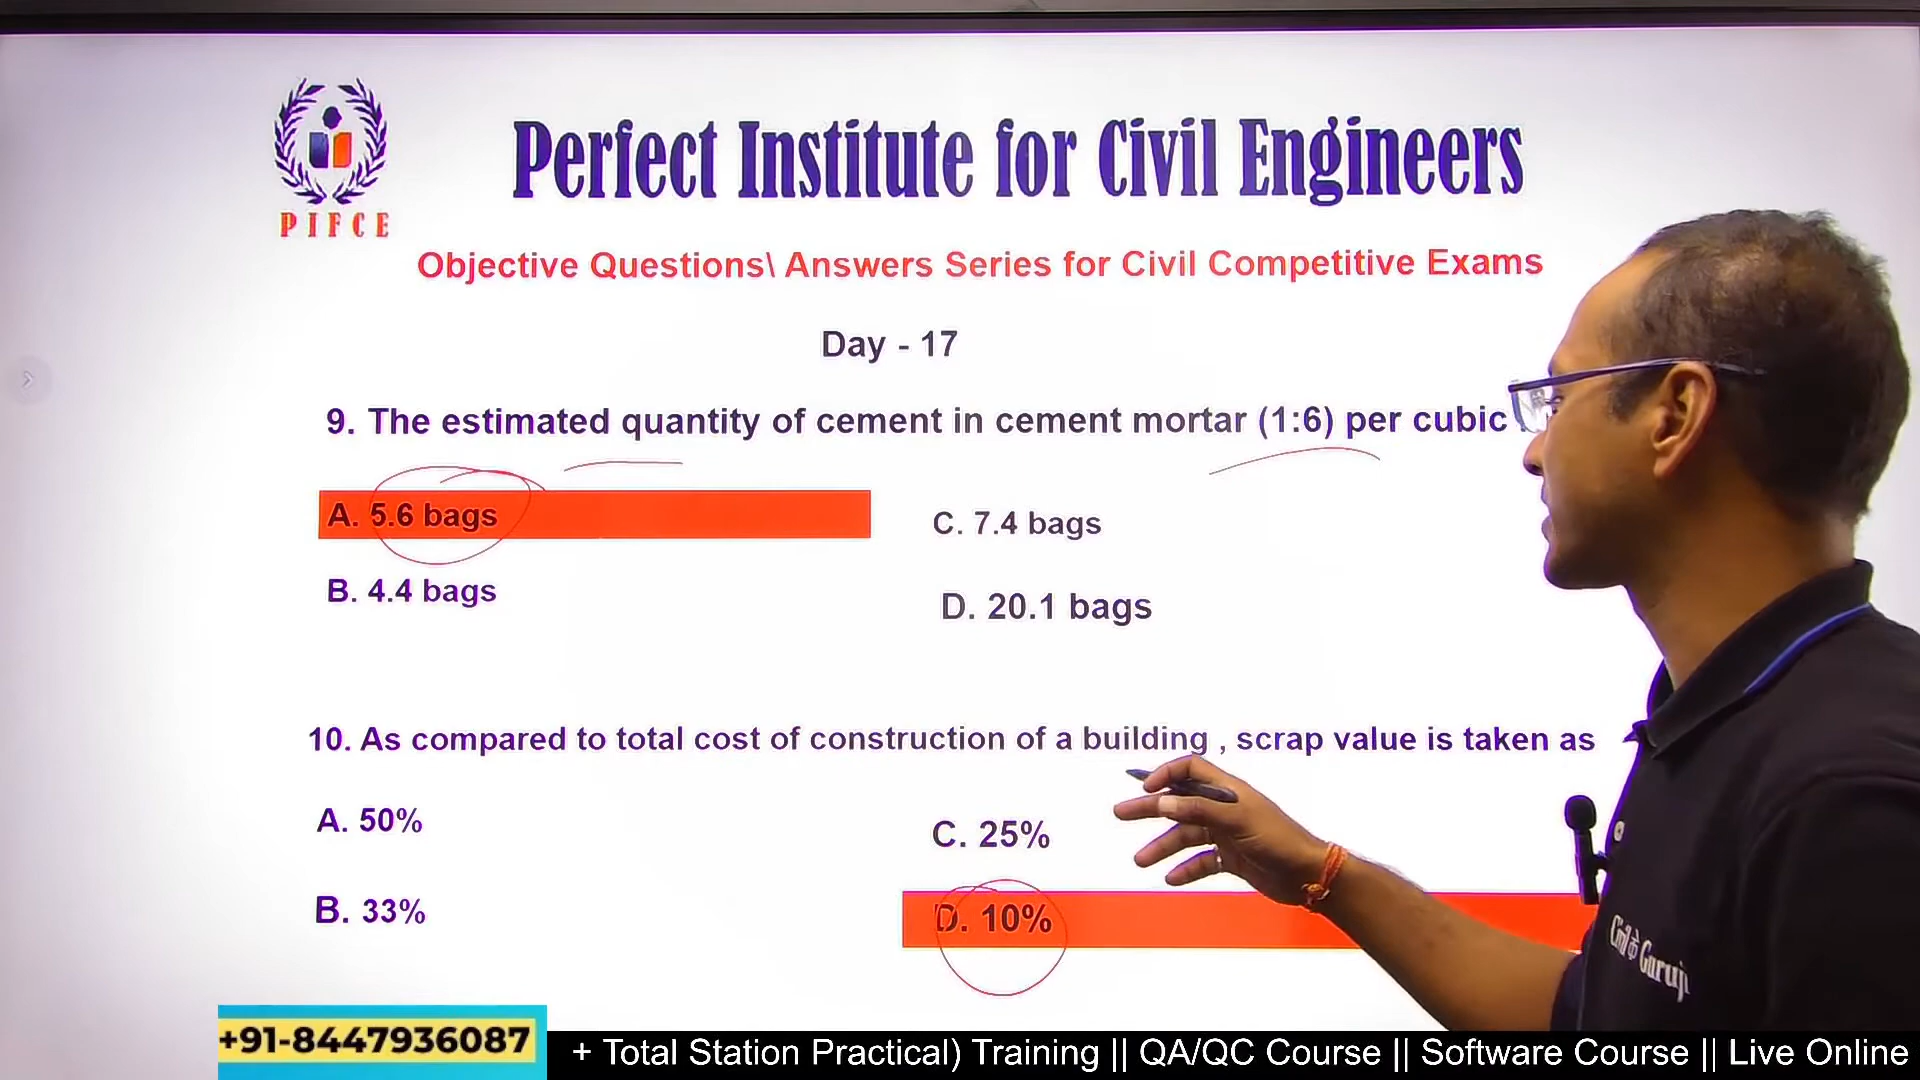 Perfect Institute for Civil Engineers
PIFCE
Objective Questions\ Answers Series for Civil Competitive Exams
Day - 17
9. The estimated quantity of cement in cement mortar (1:6) per cubic
A. 5.6 bags
C. 7.4 bags
B. 4.4 bags
D. 20.1 bags
10. As compared to total cost of construction of a building , scrap value is taken as
A. 50%
C. 25%
B. 33%
D. 10%
Civil के Guruji
+91-8447936087
+ Total Station Practical) Training || QA/QC Course || Software Course || Live Online